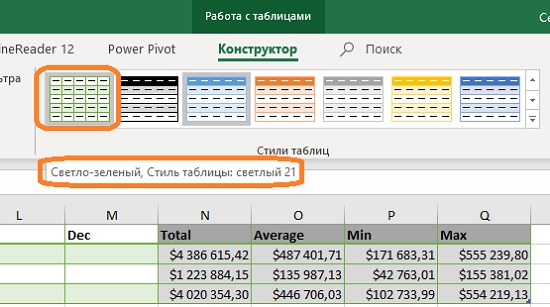 Работа с таблицами
Се
ineReader 12 Power Pivot Конструктор Поиск
ьтра
Стили таблиц
Светло-зеленый, Стиль таблицы: светлый 21
L M N O P Q
Dec Total Average Min Max
$4 386 615,42 $487 401,71 $171 683,31 $555 239,80
$1 223 884,15 $135 987,13 $42 763,01 $155 381,02
$4 020 354,30 $446 706,03 $102 733,99 $554 219,13